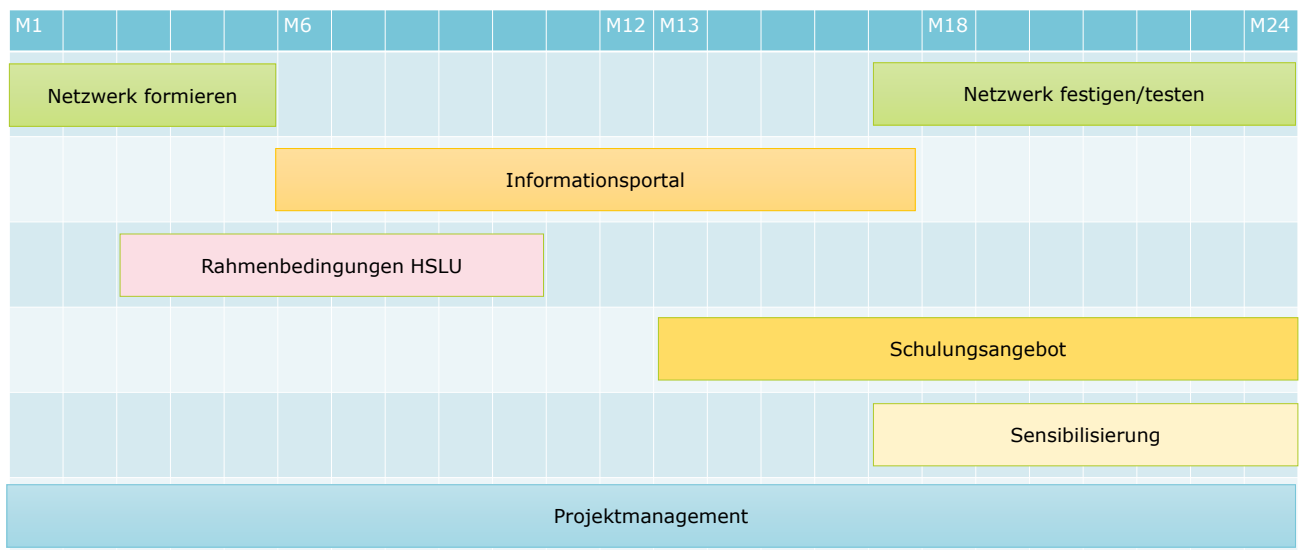 M1 M6 M12 M13 M18 M24
Netzwerk formieren Netzwerk festigen/testen
Informationsportal
Rahmenbedingungen HSLU
Schulungsangebot
Sensibilisierung
Projektmanagement